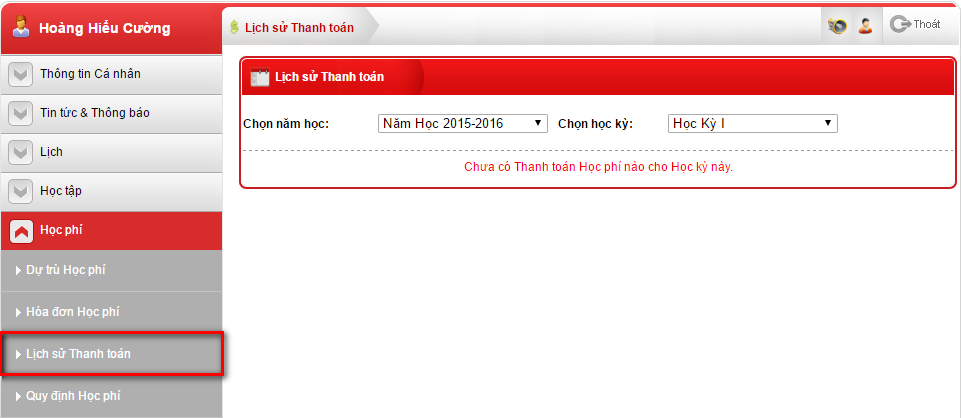 Hoàng Hiếu Cường
Lịch sử Thanh toán
Thoát
Thông tin Cá nhân
Tin tức & Thông báo
Lịch
Học tập
Học phí
Dự trù Học phí
Hóa đơn Học phí
Lịch sử Thanh toán
Quy định Học phí
Lịch sử Thanh toán
Chọn năm học: Năm Học 2015-2016 Chọn học kỳ: Học Kỳ I
Chưa có Thanh toán Học phí nào cho Học kỳ này.